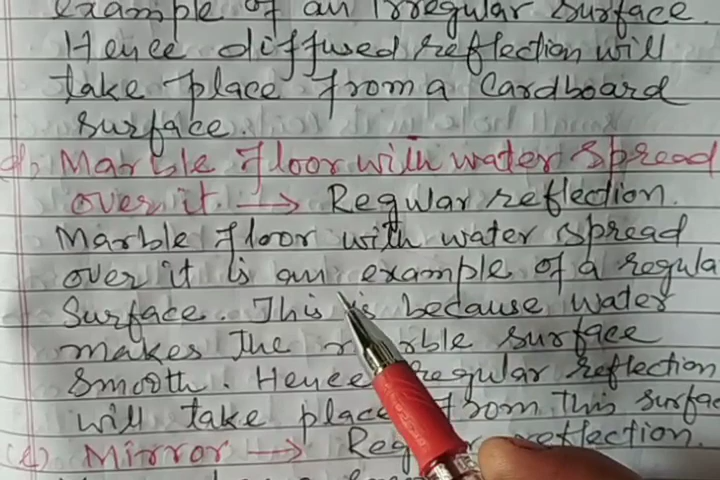 example of an irregular surface.
Hence diffused reflection will
take place from a Cardboard
surface.
d) Marble floor with water spread
over it. → Regular reflection.
Marble floor with water spread
over it is an example of a regula
Surface. This is because water
makes the surface
smooth. Hence regular reflection
will take place from this surfac
(e) Mirror → reflection.